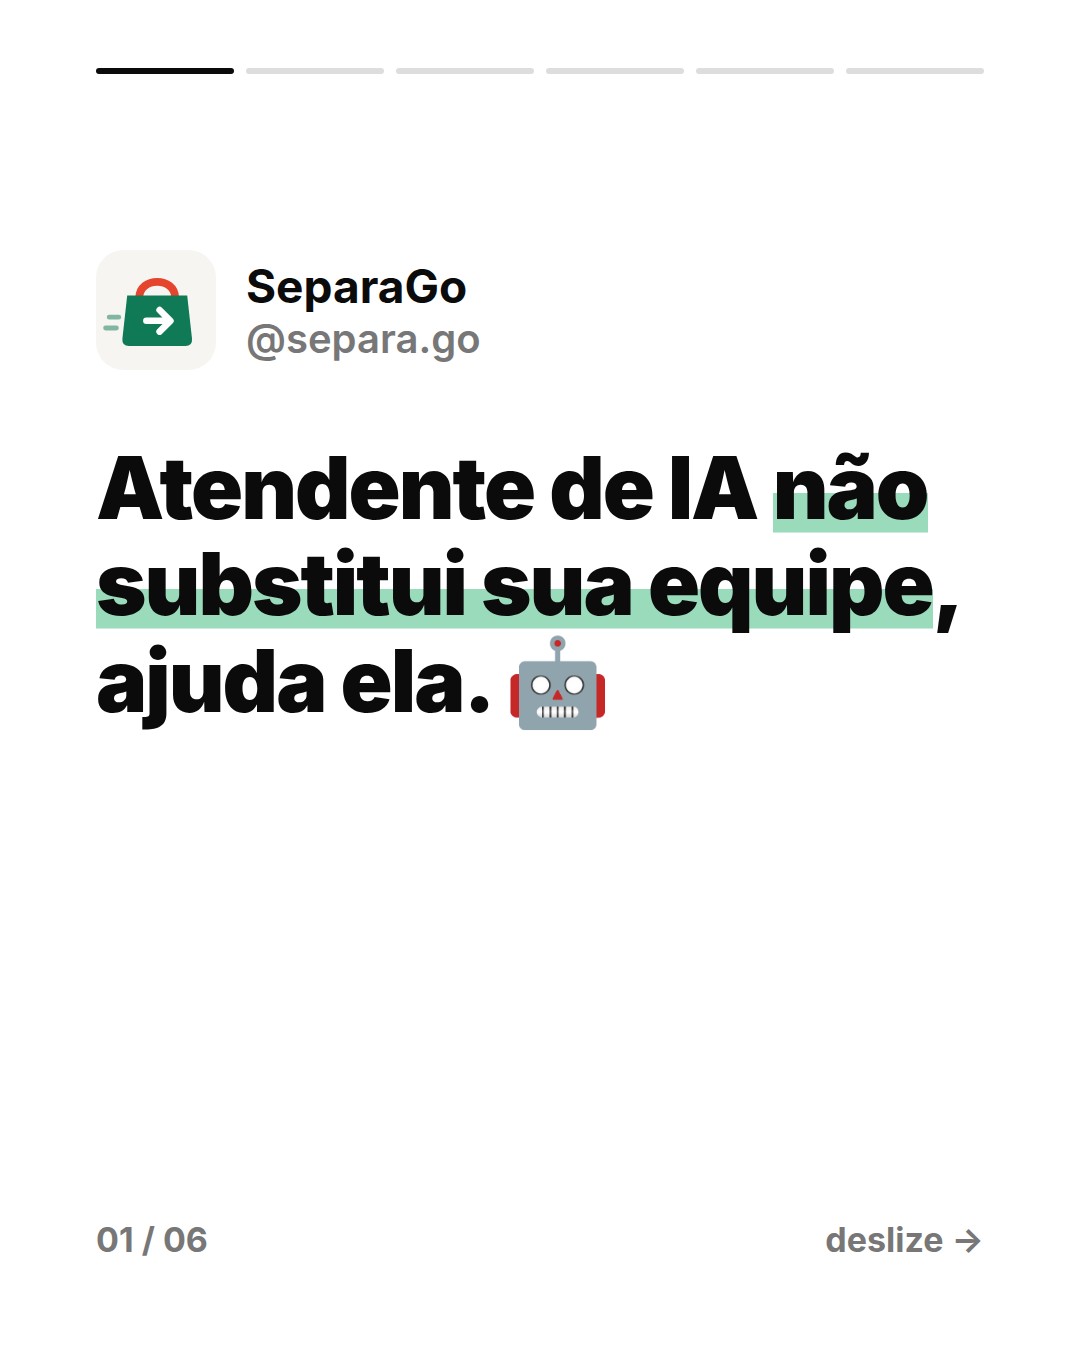 SeparaGo
@separa.go
Atendente de IA não
substitui sua equipe,
ajuda ela. 🤖
01 / 06
deslize →